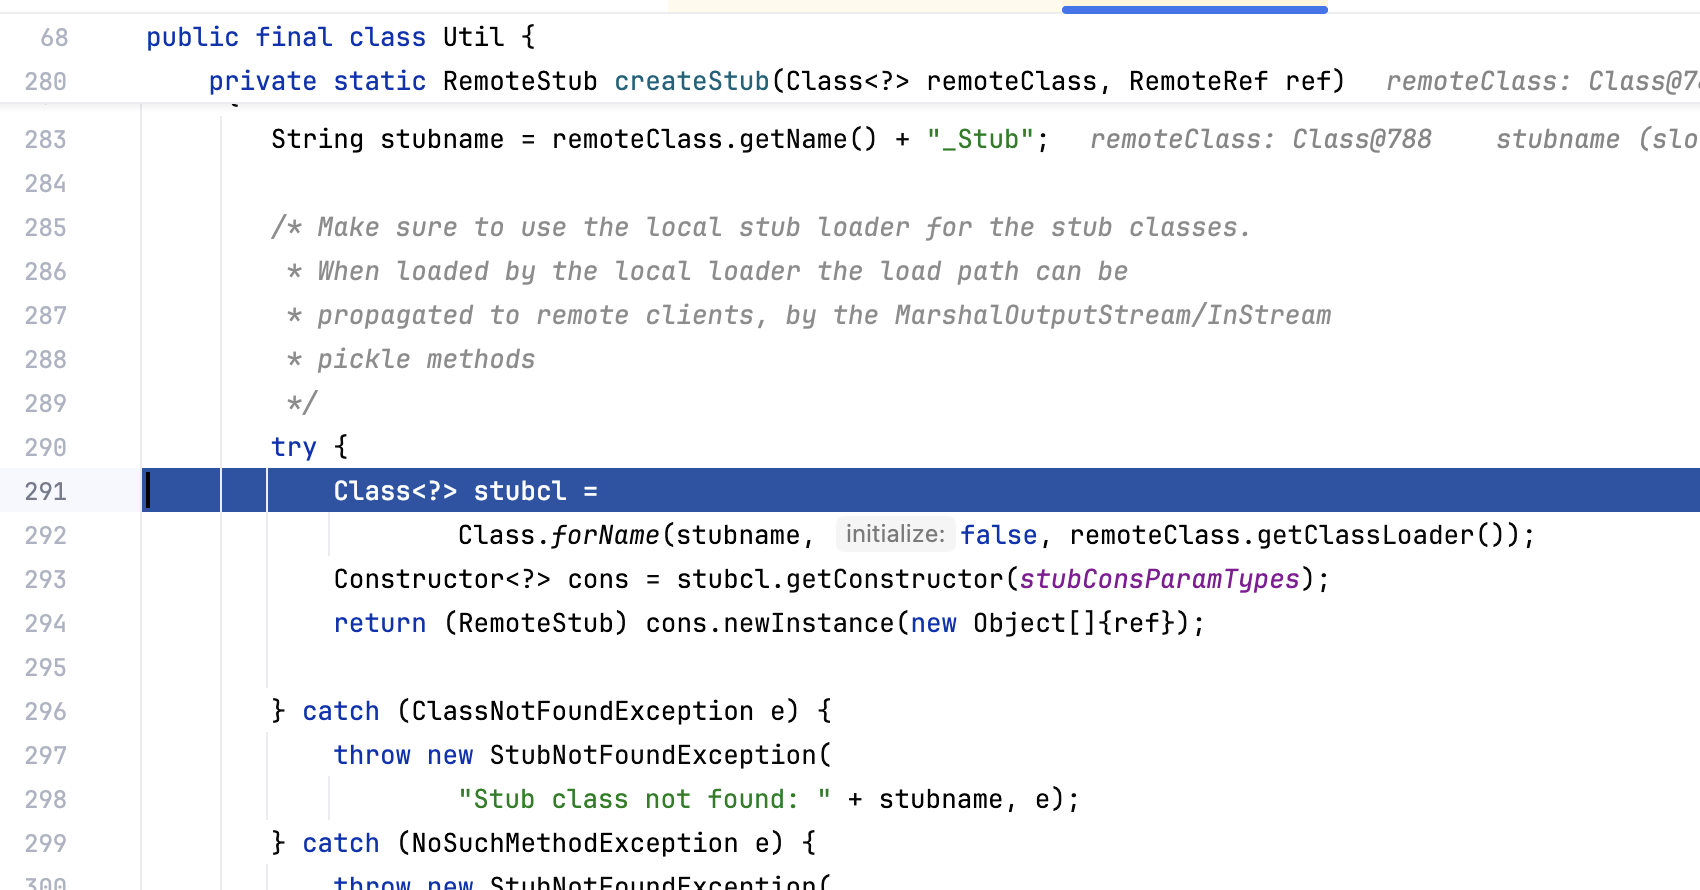 68 public final class Util {
280 private static RemoteStub createStub(Class<?> remoteClass, RemoteRef ref) remoteClass: Class@78
283 String stubname = remoteClass.getName() + "_Stub"; remoteClass: Class@788 stubname (slo
284
285 /* Make sure to use the local stub loader for the stub classes.
286 * When loaded by the local loader the load path can be
287 * propagated to remote clients, by the MarshalOutputStream/InStream
288 * pickle methods
289 */
290 try {
291 Class<?> stubcl =
292 Class.forName(stubname, initialize: false, remoteClass.getClassLoader());
293 Constructor<?> cons = stubcl.getConstructor(stubConsParamTypes);
294 return (RemoteStub) cons.newInstance(new Object[]{ref});
295
296 } catch (ClassNotFoundException e) {
297 throw new StubNotFoundException(
298 "Stub class not found: " + stubname, e);
299 } catch (NoSuchMethodException e) {
300 throw new StubNotFoundException(